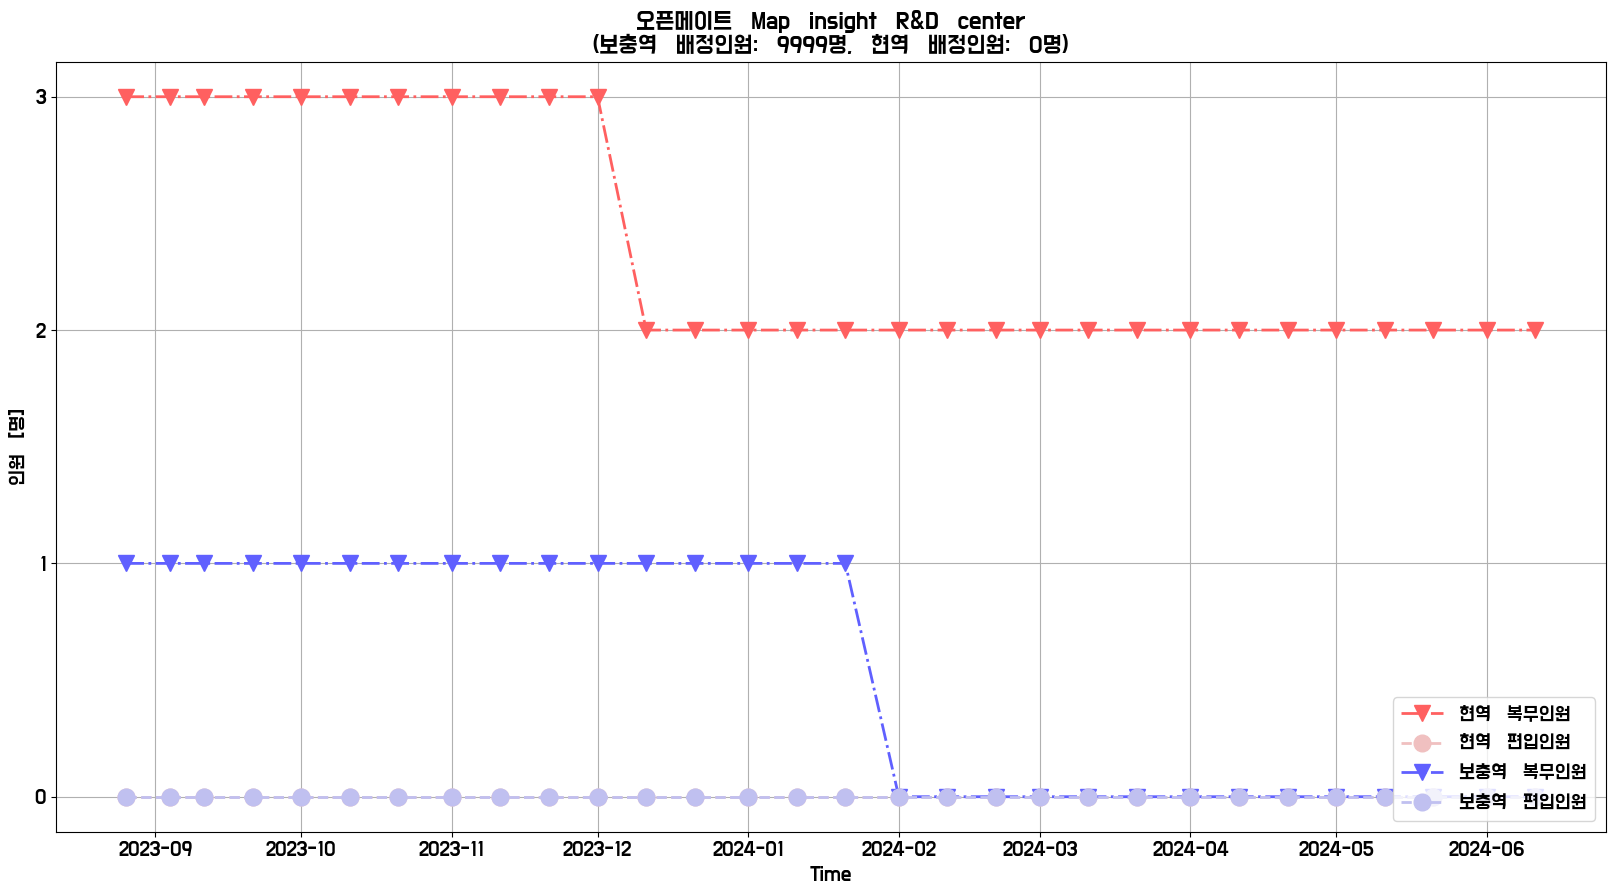 오픈메이트 Map insight R&D center
(보충역 배정인원: 9999명, 현역 배정인원: 0명)
3
2
1
0
인원 [명]
2023-09 2023-10 2023-11 2023-12 2024-01 2024-02 2024-03 2024-04 2024-05 2024-06
Time
현역 복무인원
현역 편입인원
보충역 복무인원
보충역 편입인원